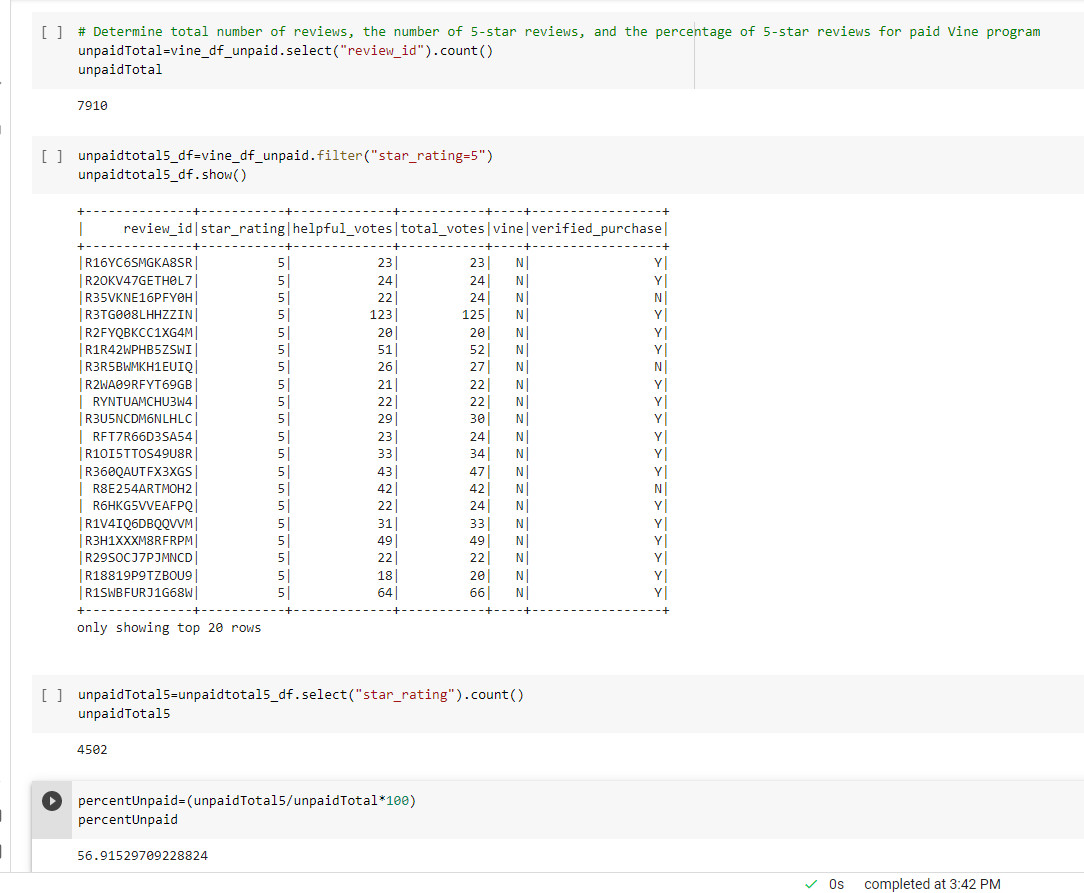 [ ] # Determine total number of reviews, the number of 5-star reviews, and the percentage of 5-star reviews for paid Vine program
unpaidTotal=vine_df_unpaid.select("review_id").count()
unpaidTotal
7910
[ ] unpaidtotal5_df=vine_df_unpaid.filter("star_rating=5")
unpaidtotal5_df.show()
+--------------+-----------+-------------+-----------+----+-----------------+
|     review_id|star_rating|helpful_votes|total_votes|vine|verified_purchase|
+--------------+-----------+-------------+-----------+----+-----------------+
|R16YC6SMGKA8SR|          5|           23|         23|   N|                Y|
|R2OKV47GETH0L7|          5|           24|         24|   N|                Y|
|R35VKNE16PFY0H|          5|           22|         24|   N|                N|
|R3TG008LHHZZIN|          5|          123|        125|   N|                Y|
|R2FYQBKCC1XG4M|          5|           20|         20|   N|                Y|
|R1R42WPHB5ZSWI|          5|           51|         52|   N|                Y|
|R3R5BWMKH1EUIQ|          5|           26|         27|   N|                N|
|R2WA09RFYT69GB|          5|           21|         22|   N|                Y|
| RYNTUAMCHU3W4|          5|           22|         22|   N|                Y|
|R3U5NCDM6NLHLC|          5|           29|         30|   N|                Y|
| RFT7R66D3SA54|          5|           23|         24|   N|                Y|
|R1OI5TTOS49U8R|          5|           33|         34|   N|                Y|
|R360QAUTFX3XGS|          5|           43|         47|   N|                Y|
| R8E254ARTMOH2|          5|           42|         42|   N|                N|
| R6HKG5VVEAFPQ|          5|           22|         24|   N|                Y|
|R1V4IQ6DBQQVVM|          5|           31|         33|   N|                Y|
|R3H1XXXM8RFRPM|          5|           49|         49|   N|                Y|
|R29SOCJ7PJMNCD|          5|           22|         22|   N|                Y|
|R18819P9TZBOU9|          5|           18|         20|   N|                Y|
|R1SWBFURJ1G68W|          5|           64|         66|   N|                Y|
+--------------+-----------+-------------+-----------+----+-----------------+
only showing top 20 rows
[ ] unpaidTotal5=unpaidtotal5_df.select("star_rating").count()
unpaidTotal5
4502
percentUnpaid=(unpaidTotal5/unpaidTotal*100)
percentUnpaid
56.91529709228824
0s completed at 3:42 PM